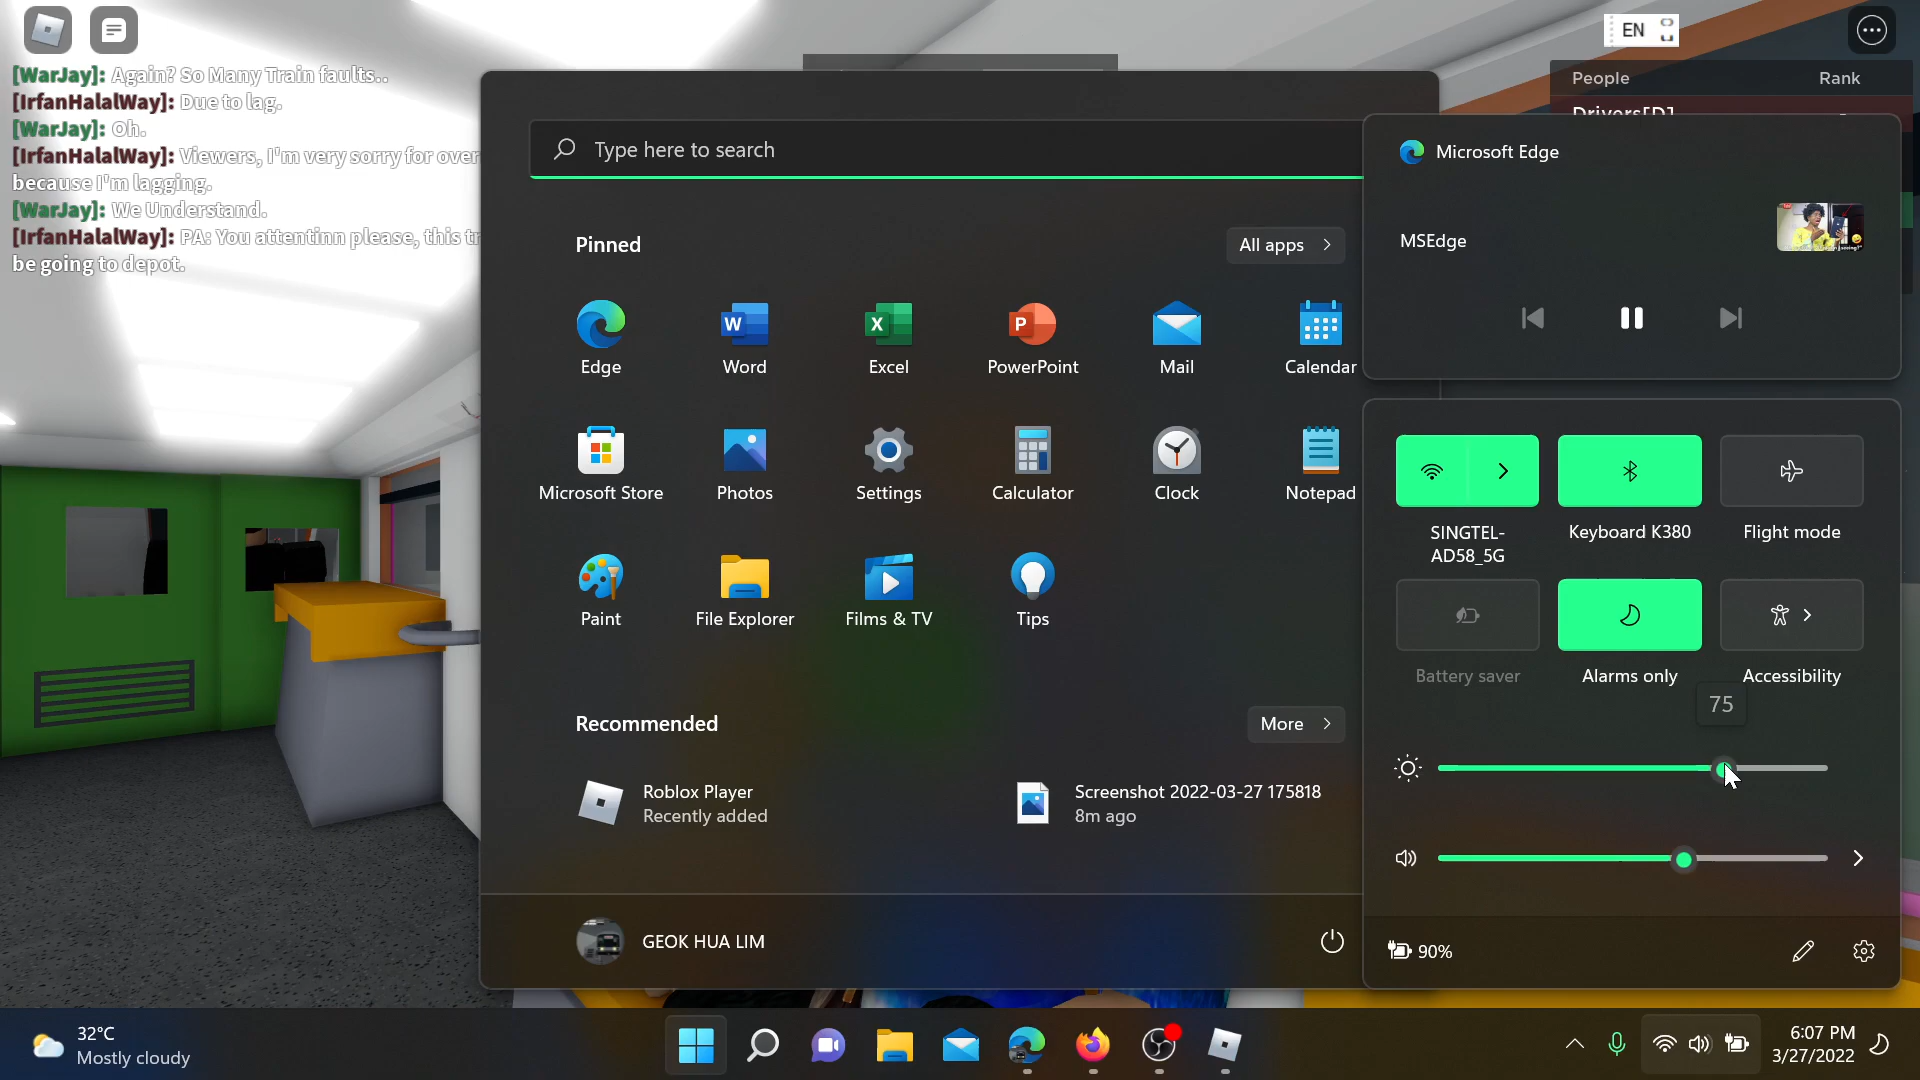 [WarJay]: Again? So Many Train faults..
[IrfanHalalWay]: Due to lag.
[WarJay]: Oh.
[IrfanHalalWay]: Viewers, I'm very sorry for over
because I'm lagging.
[WarJay]: We Understand.
[IrfanHalalWay]: PA: You attentinn please, this tr
be going to depot.
EN
People Rank
Drivers[D]
Type here to search
Pinned
All apps
Edge
Word
Excel
PowerPoint
Mail
Calendar
Microsoft Store
Photos
Settings
Calculator
Clock
Notepad
Paint
File Explorer
Films & TV
Tips
Recommended
More
Roblox Player
Recently added
Screenshot 2022-03-27 175818
8m ago
GEOK HUA LIM
Microsoft Edge
MSEdge
SINGTEL-
AD58_5G
Keyboard K380
Flight mode
Battery saver
Alarms only
Accessibility
75
90%
32°C
Mostly cloudy
6:07 PM
3/27/2022